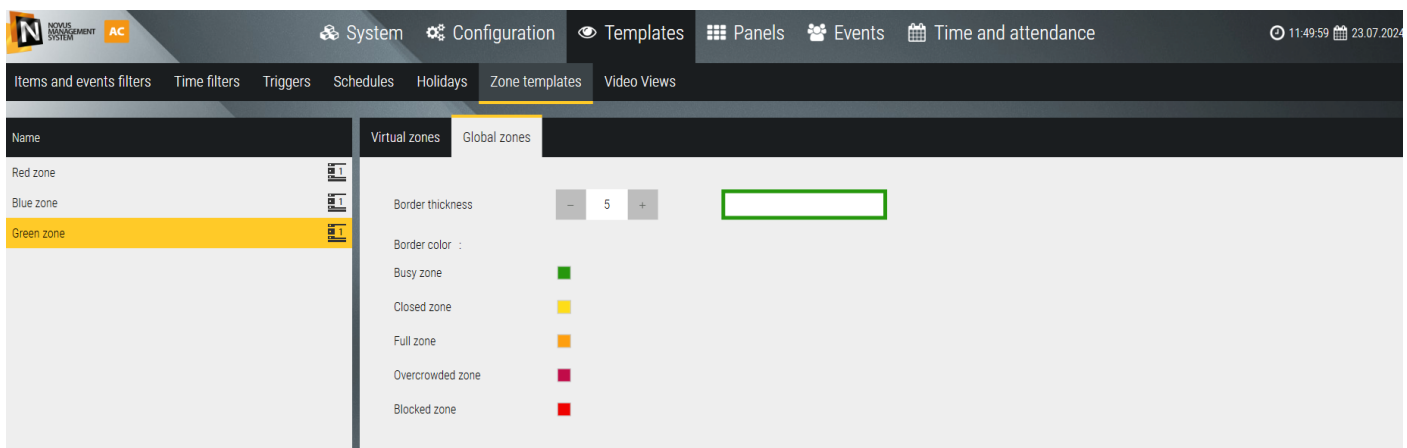 NOVUS
MANAGEMENT
SYSTEM
AC
System Configuration Templates Panels Events Time and attendance
11:49:59 23.07.2024
Items and events filters Time filters Triggers Schedules Holidays Zone templates Video Views
Name
Virtual zones Global zones
Red zone 1
Blue zone 1
Green zone 1
Border thickness - 5 +
Border color :
Busy zone
Closed zone
Full zone
Overcrowded zone
Blocked zone